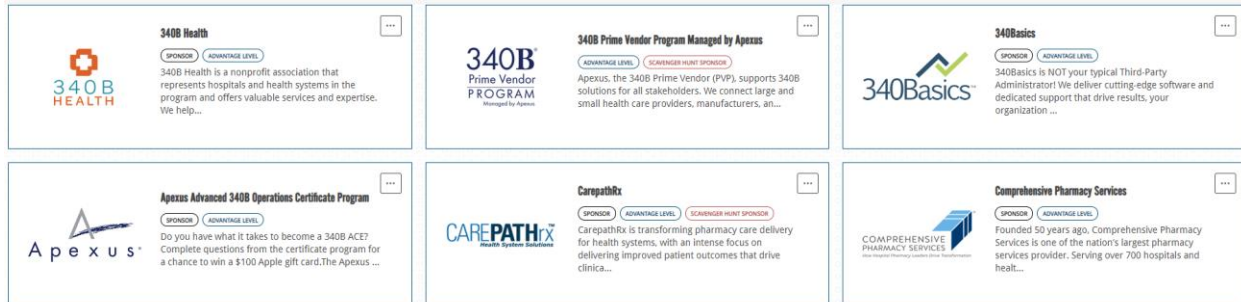 340B HEALTH
340B Health
...
SPONSOR ADVANTAGE LEVEL
340B Health is a nonprofit association that
represents hospitals and health systems in the
program and offers valuable services and expertise.
We help...
340B®
Prime Vendor
PROGRAM
Managed by Apexus
340B Prime Vendor Program Managed by Apexus
...
ADVANTAGE LEVEL SCAVENGER HUNT SPONSOR
Apexus, the 340B Prime Vendor (PVP), supports 340B
solutions for all stakeholders. We connect large and
small health care providers, manufacturers, an...
340Basics
340Basics
...
SPONSOR ADVANTAGE LEVEL
340Basics is NOT your typical Third-Party
Administrator! We deliver cutting-edge software and
dedicated support that drive results, your
organization ...
Apexus
Apexus Advanced 340B Operations Certificate Program
...
SPONSOR ADVANTAGE LEVEL
Do you have what it takes to become a 340B ACE?
Complete questions from the certificate program for
a chance to win a $100 Apple gift card.The Apexus ...
CAREPATHrx™
Health System Solutions
CarepathRx
...
SPONSOR ADVANTAGE LEVEL SCAVENGER HUNT SPONSOR
CarepathRx is transforming pharmacy care delivery
for health systems, with an intense focus on
delivering improved patient outcomes that drive
clinica...
COMPREHENSIVE
PHARMACY SERVICES
How Hospital Pharmacy Leaders Drive Transformation
Comprehensive Pharmacy Services
...
SPONSOR ADVANTAGE LEVEL
Founded 50 years ago, Comprehensive Pharmacy
Services is one of the nation's largest pharmacy
services provider. Serving over 700 hospitals and
healt...